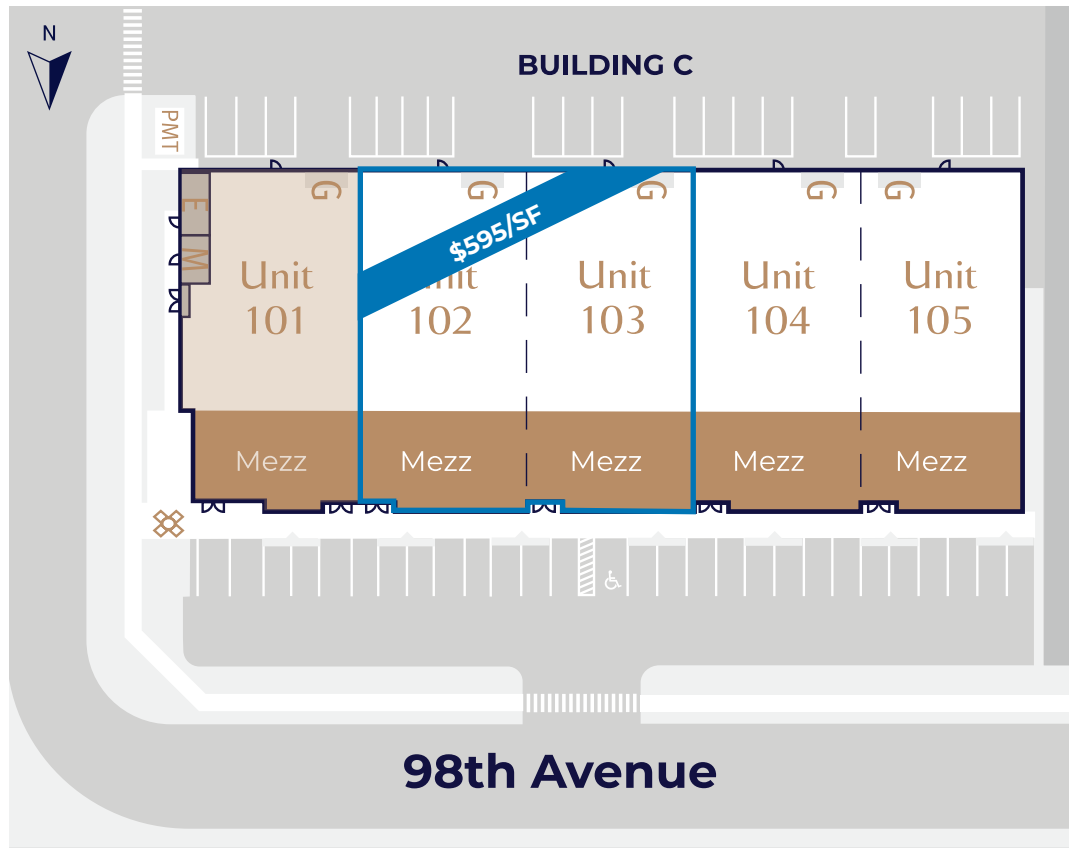 N
BUILDING C
PMT
G
G
G
G
G
E
M
$595/SF
Unit
101
Unit
102
Unit
103
Unit
104
Unit
105
Mezz
Mezz
Mezz
Mezz
Mezz
98th Avenue